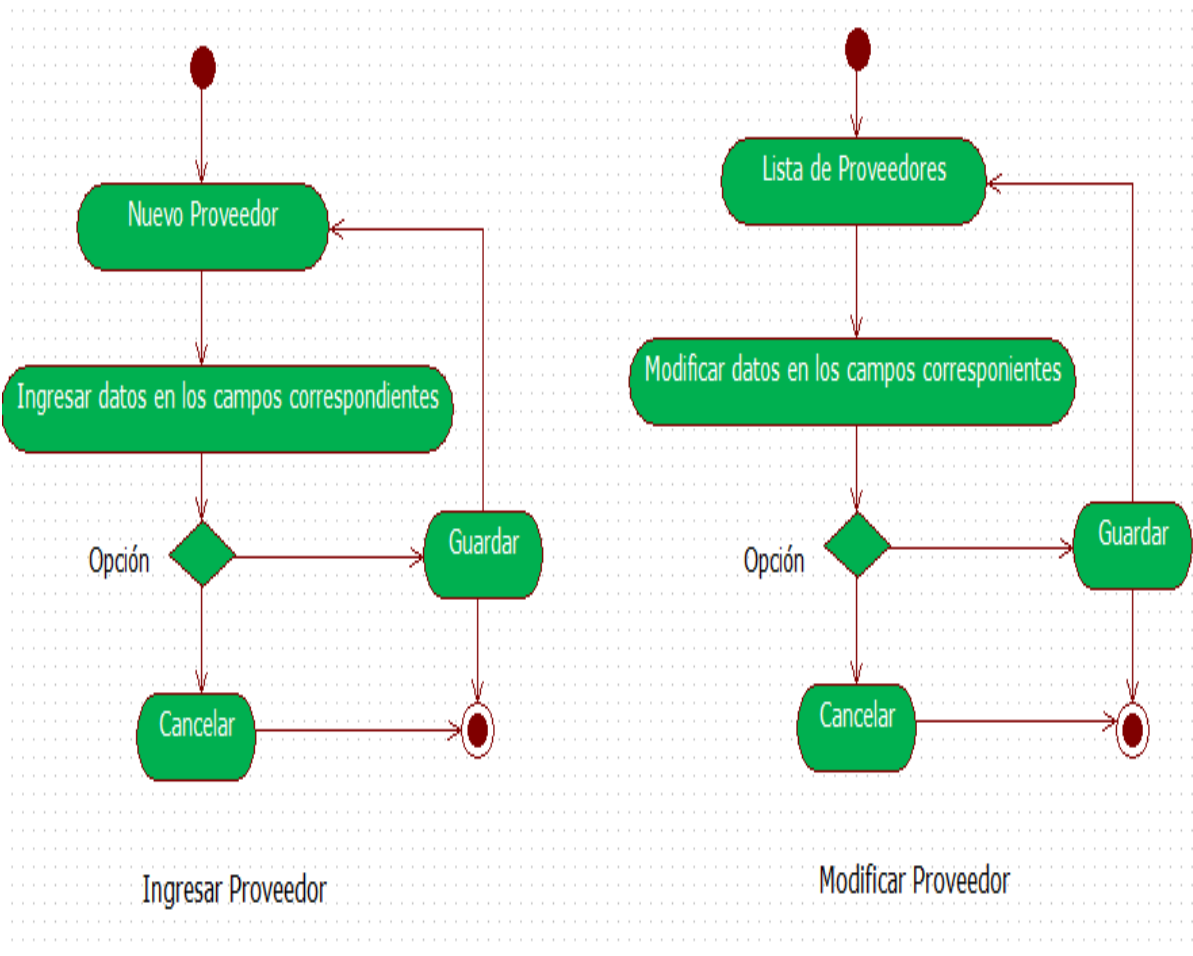 Nuevo Proveedor
Ingresar datos en los campos correspondientes
Opción
Guardar
Cancelar
Ingresar Proveedor
Lista de Proveedores
Modificar datos en los campos corresponientes
Opción
Guardar
Cancelar
Modificar Proveedor